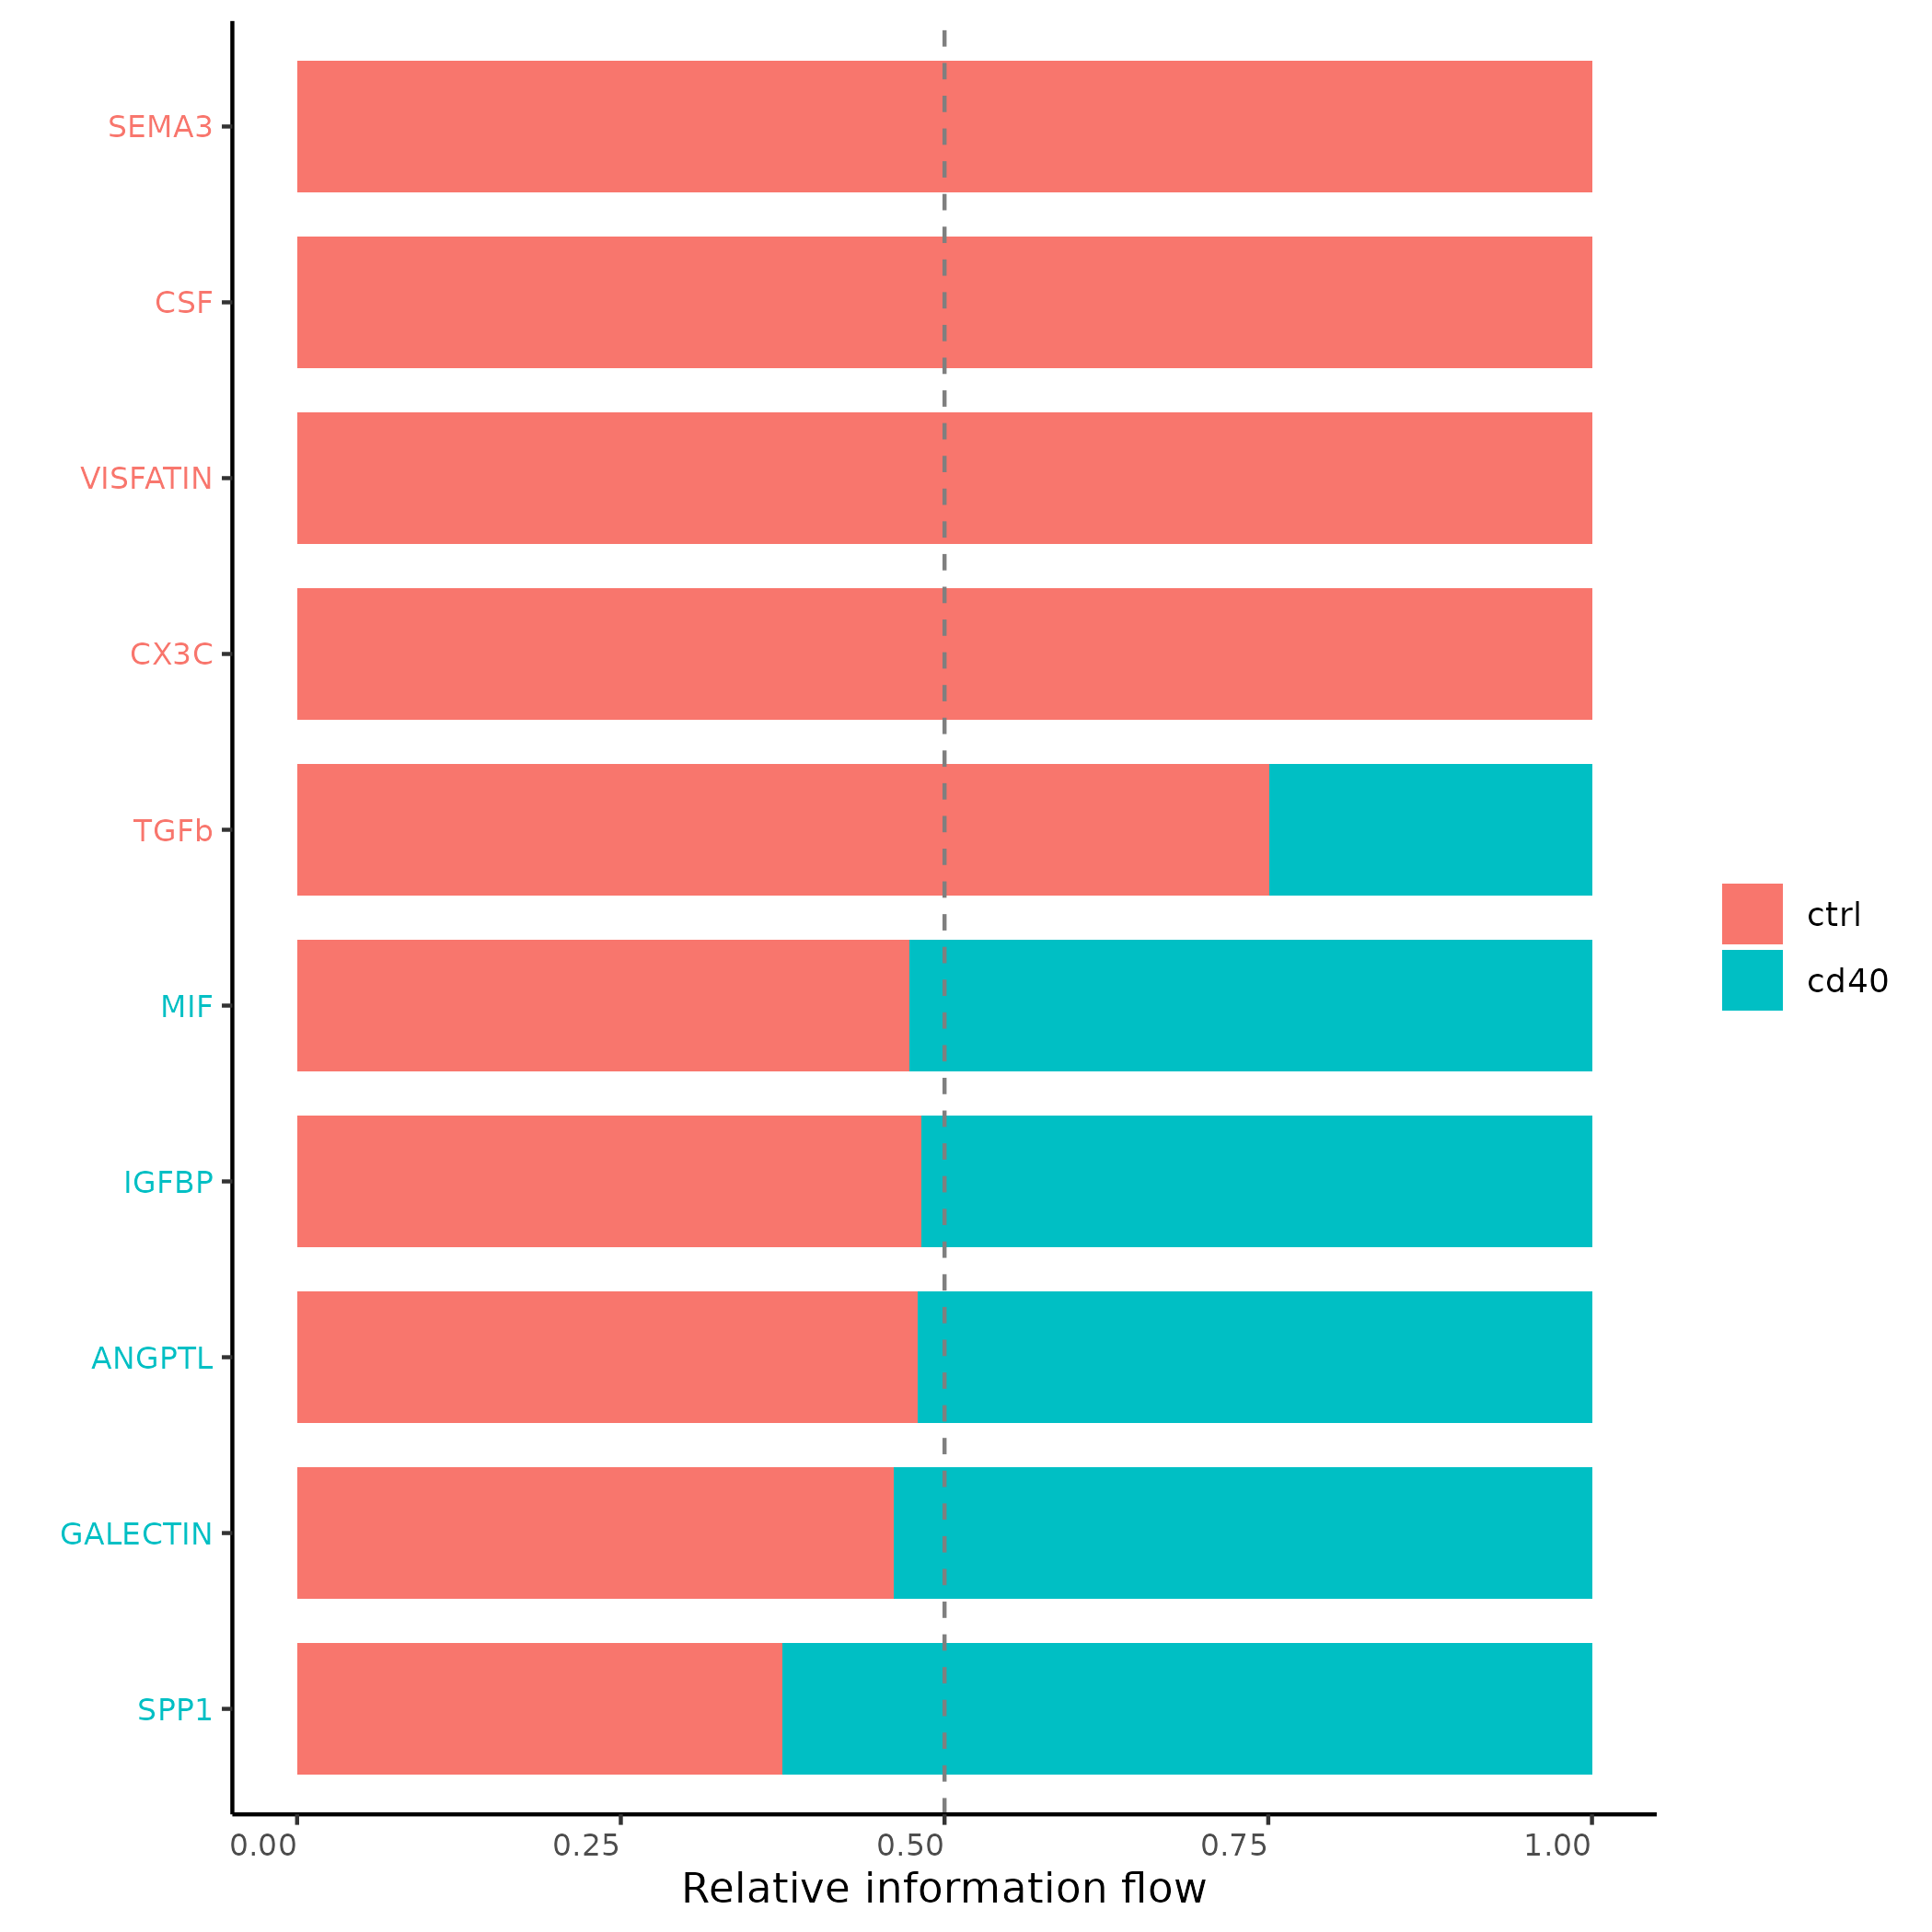 SEMA3
CSF
VISFATIN
CX3C
TGFb
MIF
IGFBP
ANGPTL
GALECTIN
SPP1
0.00 0.25 0.50 0.75 1.00
Relative information flow
ctrl
cd40